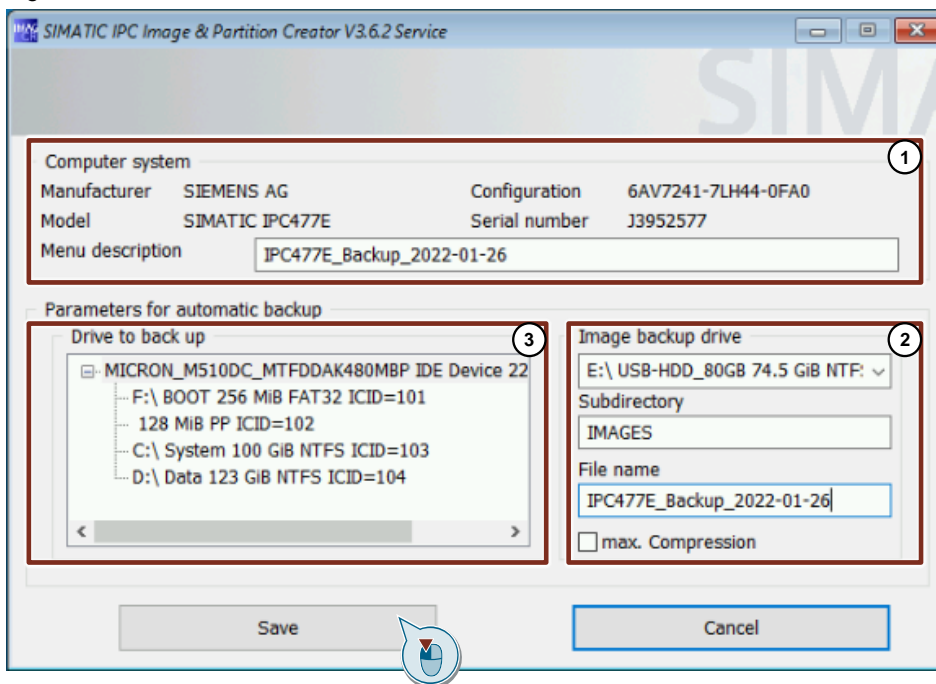 SIMATIC IPC Image & Partition Creator V3.6.2 Service
SIMA
Computer system
1
Manufacturer SIEMENS AG Configuration 6AV7241-7LH44-0FA0
Model SIMATIC IPC477E Serial number J3952577
Menu description IPC477E_Backup_2022-01-26
Parameters for automatic backup
Drive to back up
3
MICRON_M510DC_MTFDDAK480MBP IDE Device 22
F:\ BOOT 256 MiB FAT32 ICID=101
128 MiB PP ICID=102
C:\ System 100 GiB NTFS ICID=103
D:\ Data 123 GiB NTFS ICID=104
Image backup drive
2
E:\ USB-HDD_80GB 74.5 GiB NTF:
Subdirectory
IMAGES
File name
IPC477E_Backup_2022-01-26
max. Compression
Save
Cancel